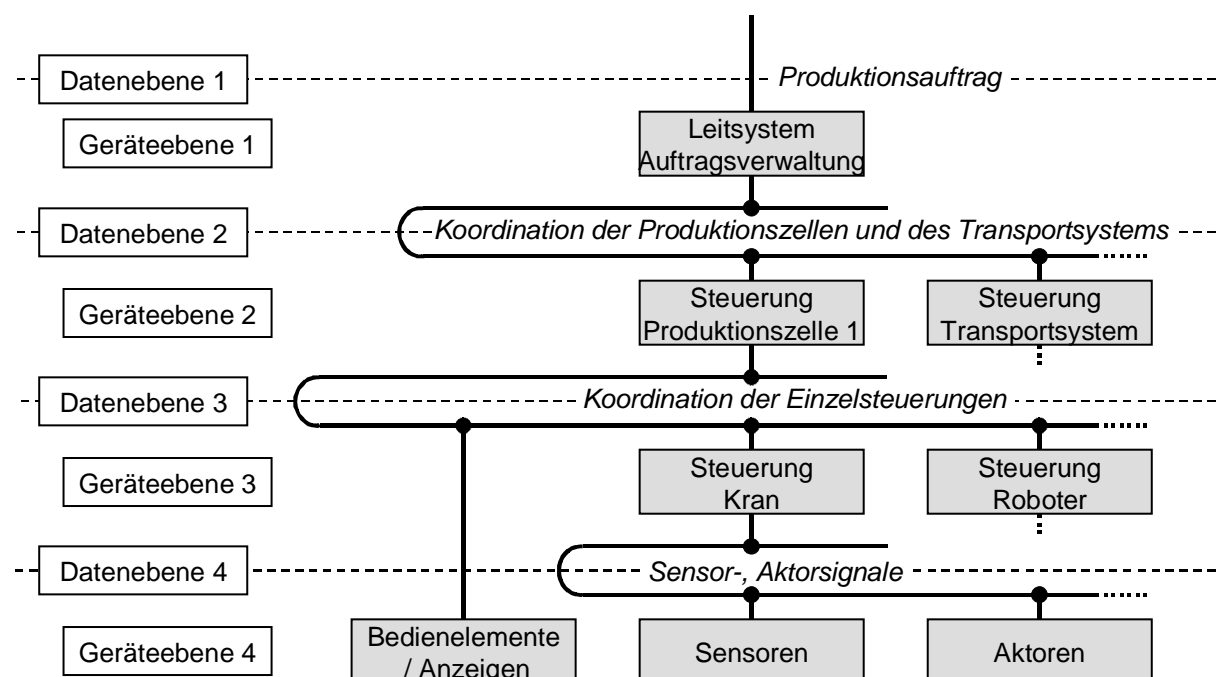 Datenebene 1
Produktionsauftrag
Geräteebene 1
Leitsystem
Auftragsverwaltung
Datenebene 2
Koordination der Produktionszellen und des Transportsystems
Geräteebene 2
Steuerung
Produktionszelle 1
Steuerung
Transportsystem
Datenebene 3
Koordination der Einzelsteuerungen
Geräteebene 3
Steuerung
Kran
Steuerung
Roboter
Datenebene 4
Sensor-, Aktorsignale
Geräteebene 4
Bedienelemente
/ Anzeigen
Sensoren
Aktoren